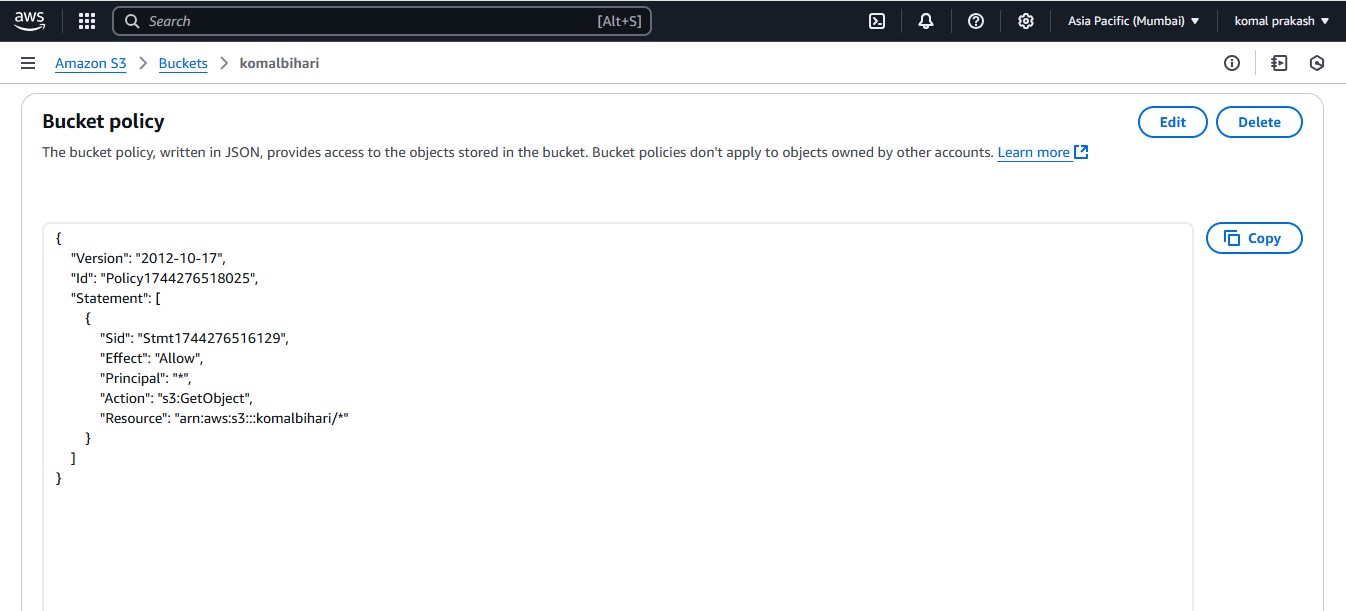 aws Search [Alt+S] Asia Pacific (Mumbai) komal prakash
Amazon S3 Buckets komalbihari
Bucket policy Edit Delete
The bucket policy, written in JSON, provides access to the objects stored in the bucket. Bucket policies don't apply to objects owned by other accounts. Learn more
Copy
{
"Version": "2012-10-17",
"Id": "Policy1744276518025",
"Statement": [
{
"Sid": "Stmt1744276516129",
"Effect": "Allow",
"Principal": "*",
"Action": "s3:GetObject",
"Resource": "arn:aws:s3:::komalbihari/*"
}
]
}